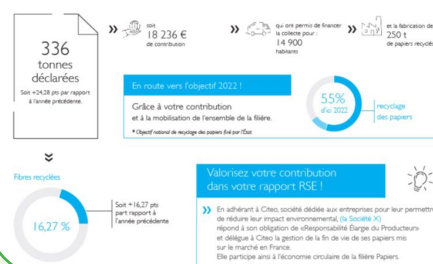 336
tonnes
déclarées
Soit +24,28 pts par rapport
à l'année précédente.
soit
18 236 €
de contribution
qui ont permis de financer
la collecte pour :
14 900
habitants
et la fabrication de
250 t
de papiers recyclés
En route vers l'objectif 2022 !
Grâce à votre contribution
et à la mobilisation de l'ensemble de la filière.
* Objectif national de recyclage des papiers fixé par l'État
55%
d'ici 2022
recyclage
des papiers
Fibres recyclées
16,27 %
Soit +16,27 pts
part rapport à
l'année précédente
Valorisez votre contribution
dans votre rapport RSE !
En adhérant à Citeo, société dédiée aux entreprises pour leur permettre
de réduire leur impact environnemental, (la Société X)
répond à son obligation de «Responsabilité Élargie du Producteur»
et délègue à Citeo la gestion de la fin de vie de ses papiers mis
sur le marché en France.
Elle participe ainsi à l'économie circulaire de la filière Papiers.